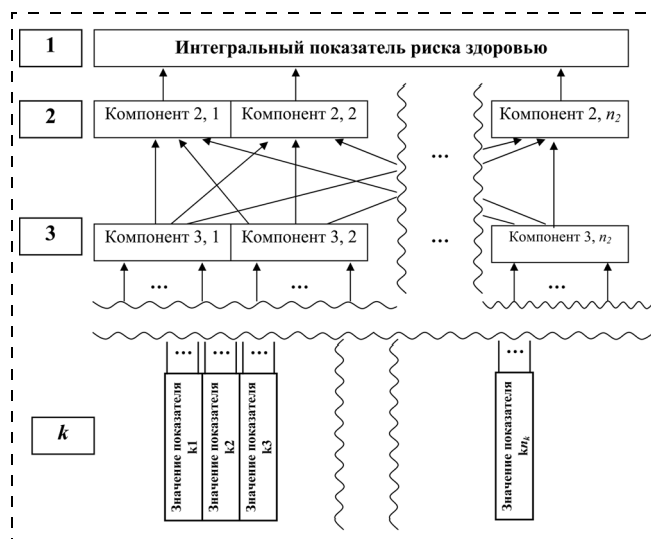 1
Интегральный показатель риска здоровью
2
Компонент 2, 1
Компонент 2, 2
...
Компонент 2, n2
3
Компонент 3, 1
Компонент 3, 2
...
Компонент 3, n2
...
...
...
...
...
...
...
k
Значение показателя
k1
Значение показателя
k2
Значение показателя
k3
Значение показателя
knk